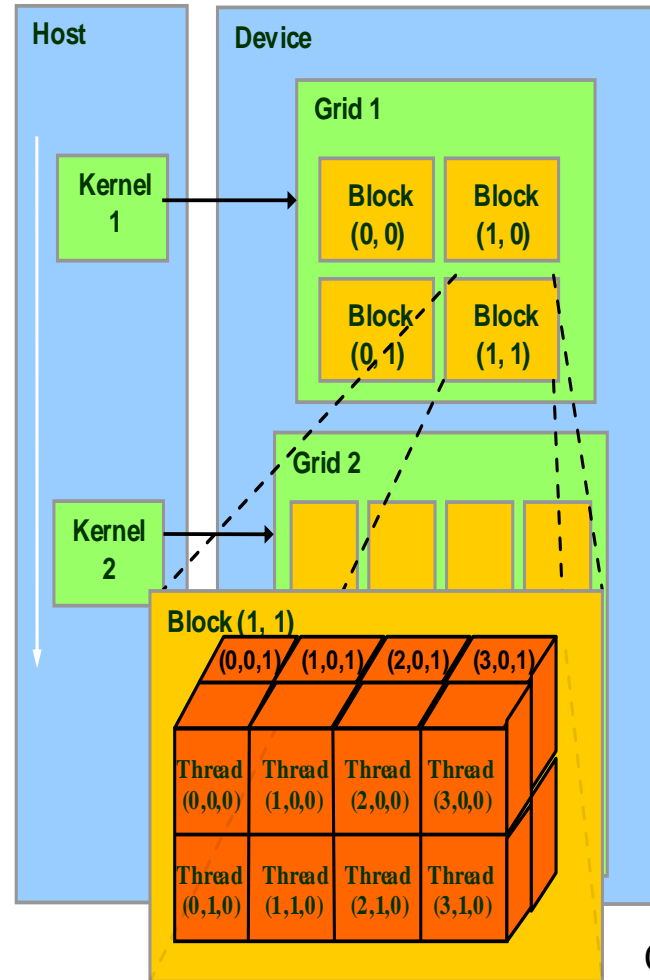 Host
Device
Grid 1
Kernel
1
Block
(0, 0)
Block
(1, 0)
Block
(0, 1)
Block
(1, 1)
Grid 2
Kernel
2
Block (1, 1)
(0,0,1)
(1,0,1)
(2,0,1)
(3,0,1)
Thread
(0,0,0)
Thread
(1,0,0)
Thread
(2,0,0)
Thread
(3,0,0)
Thread
(0,1,0)
Thread
(1,1,0)
Thread
(2,1,0)
Thread
(3,1,0)